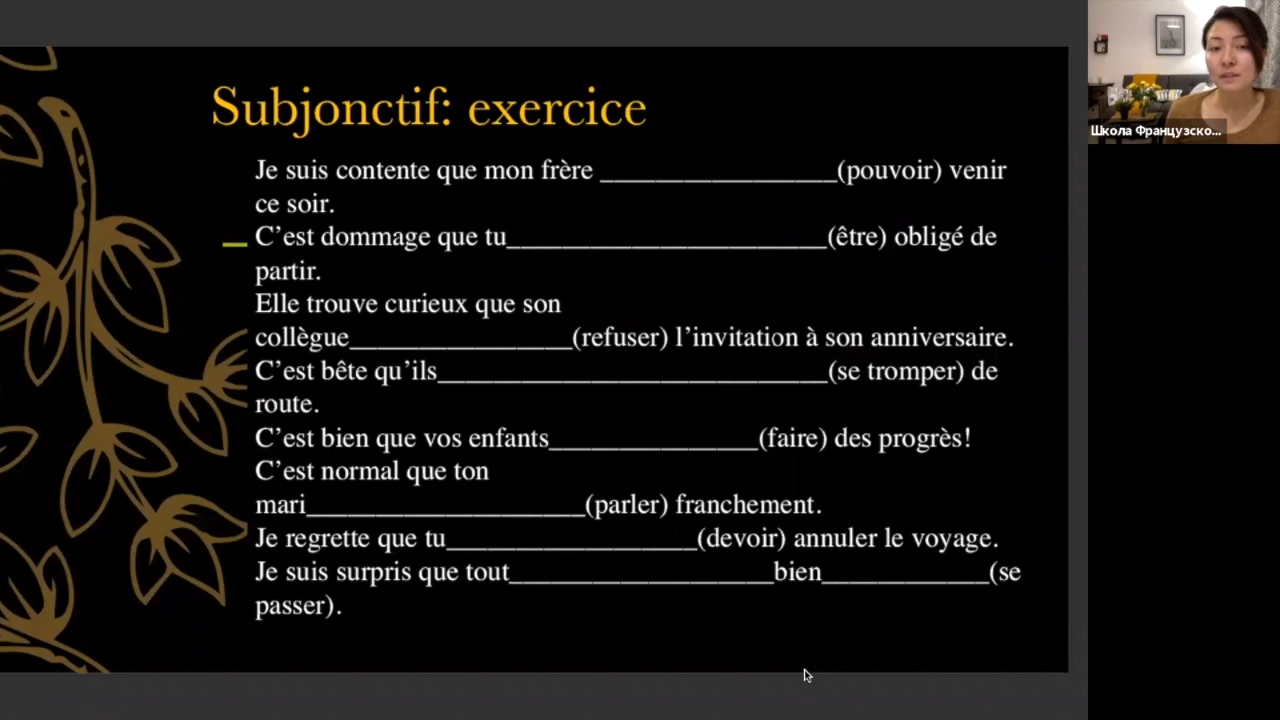 Subjonctif: exercice
Je suis contente que mon frère _________________(pouvoir) venir
ce soir.
C’est dommage que tu_______________________(être) obligé de
partir.
Elle trouve curieux que son
collègue________________(refuser) l’invitation à son anniversaire.
C’est bête qu’ils____________________________(se tromper) de
route.
C’est bien que vos enfants_______________(faire) des progrès!
C’est normal que ton
mari____________________(parler) franchement.
Je regrette que tu__________________(devoir) annuler le voyage.
Je suis surpris que tout___________________bien____________(se
passer).
Школа Французско...